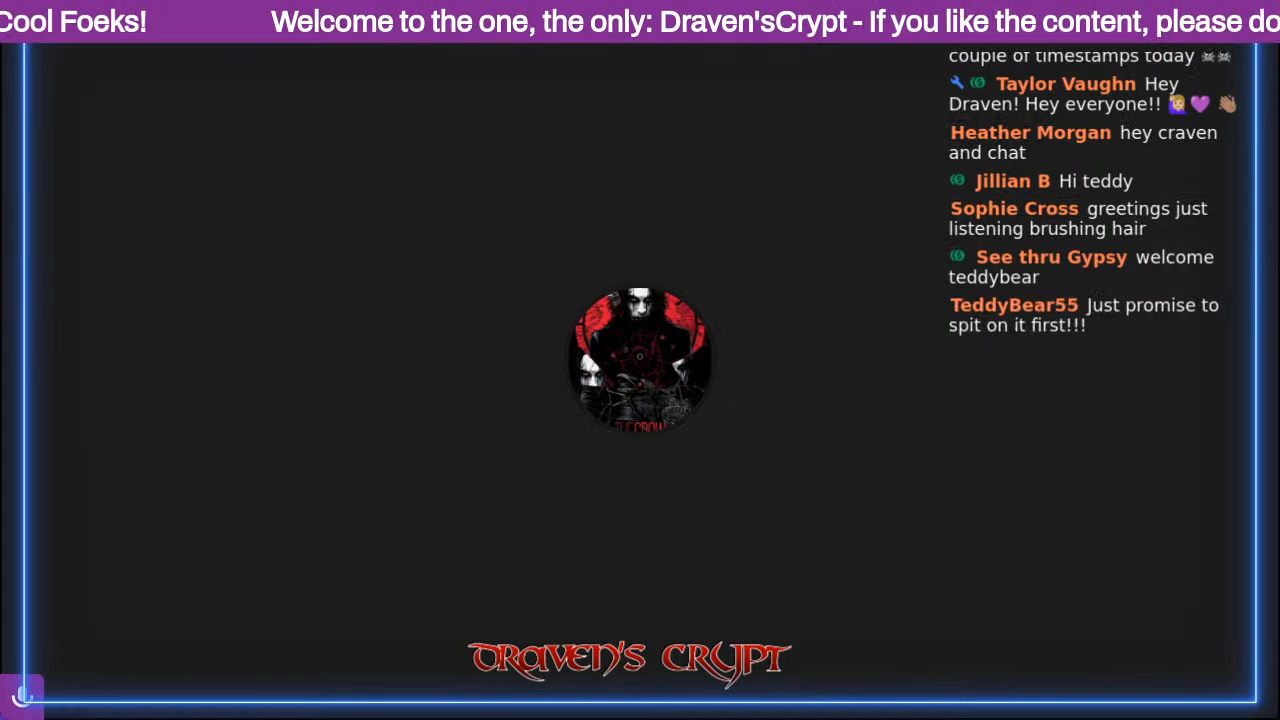 Cool Foeks! Welcome to the one, the only: Draven'sCrypt - If you like the content, please do
couple of timestamps today ☠☠
Taylor Vaughn Hey
Draven! Hey everyone!! 🙋🏼‍♀️💜 👋🏽
Heather Morgan hey craven
and chat
Jillian B Hi teddy
Sophie Cross greetings just
listening brushing hair
See thru Gypsy welcome
teddybear
TeddyBear55 Just promise to
spit on it first!!!
THE CROW
DRAVEN'S CRYPT